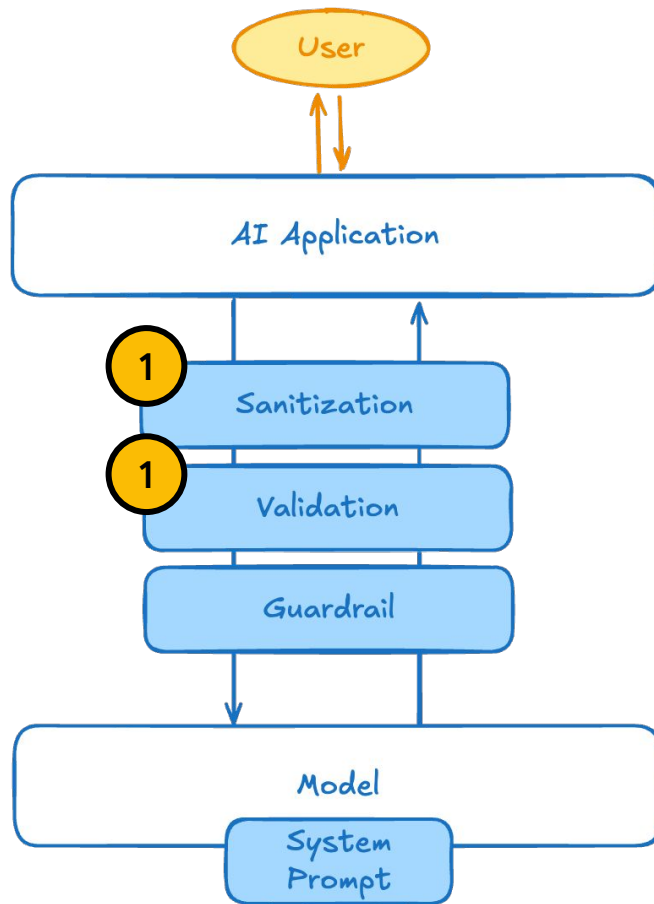 User
AI Application
1
Sanitization
1
Validation
Guardrail
Model
System
Prompt